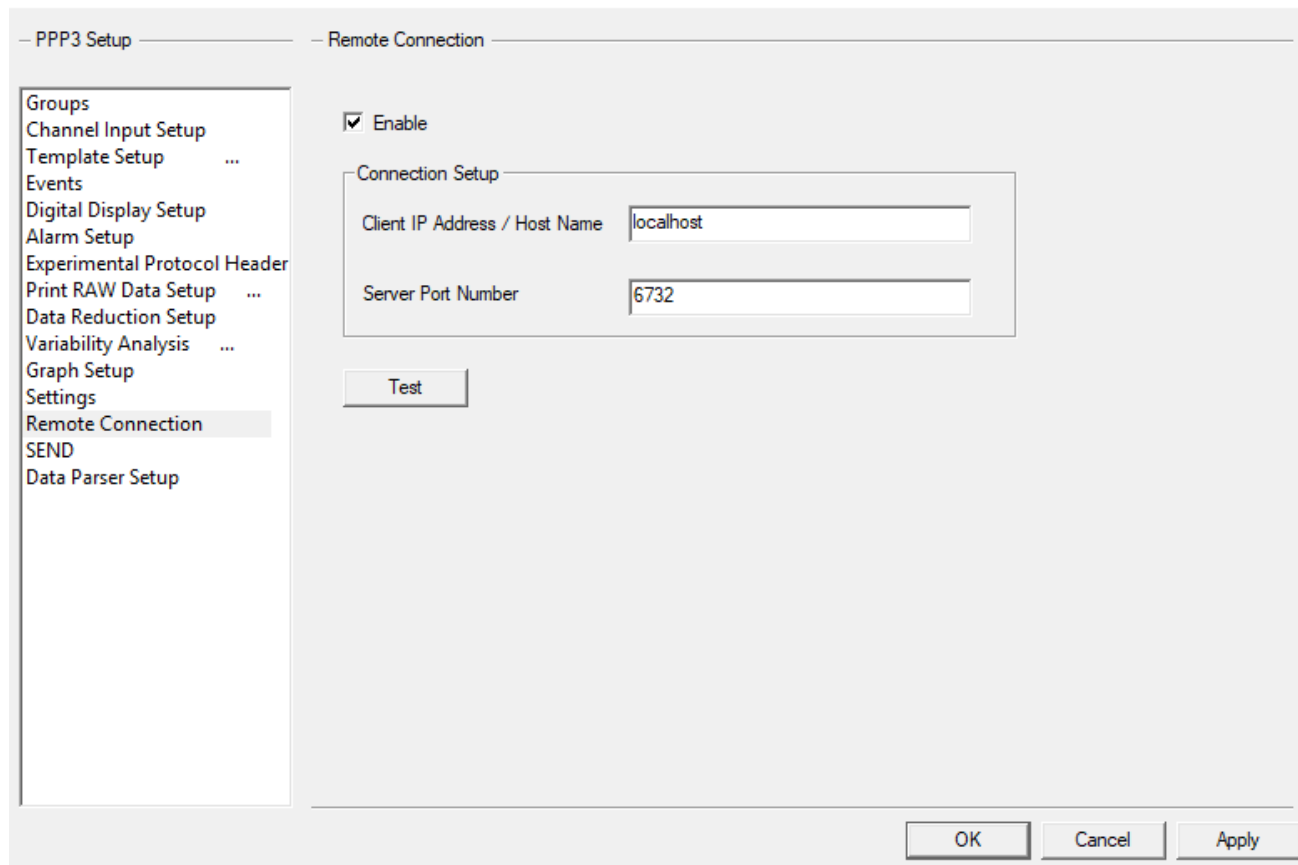 PPP3 Setup
Groups
Channel Input Setup
Template Setup ...
Events
Digital Display Setup
Alarm Setup
Experimental Protocol Header
Print RAW Data Setup ...
Data Reduction Setup
Variability Analysis ...
Graph Setup
Settings
Remote Connection
SEND
Data Parser Setup
Remote Connection
Enable
Connection Setup
Client IP Address / Host Name localhost
Server Port Number 6732
Test
OK Cancel Apply